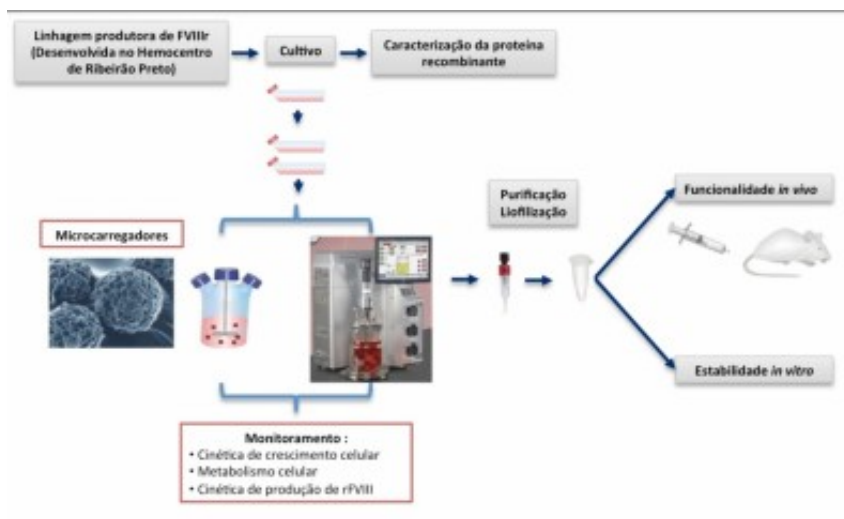 Linhagem produtora de FVIIIr
(Desenvolvida no Hemocentro
de Ribeirão Preto)
Cultivo
Caracterização da proteína
recombinante
Purificação
Liofilização
Funcionalidade in vivo
Microcarregadores
Estabilidade in vitro
Monitoramento :
• Cinética de crescimento celular
• Metabolismo celular
• Cinética de produção de rFVIII